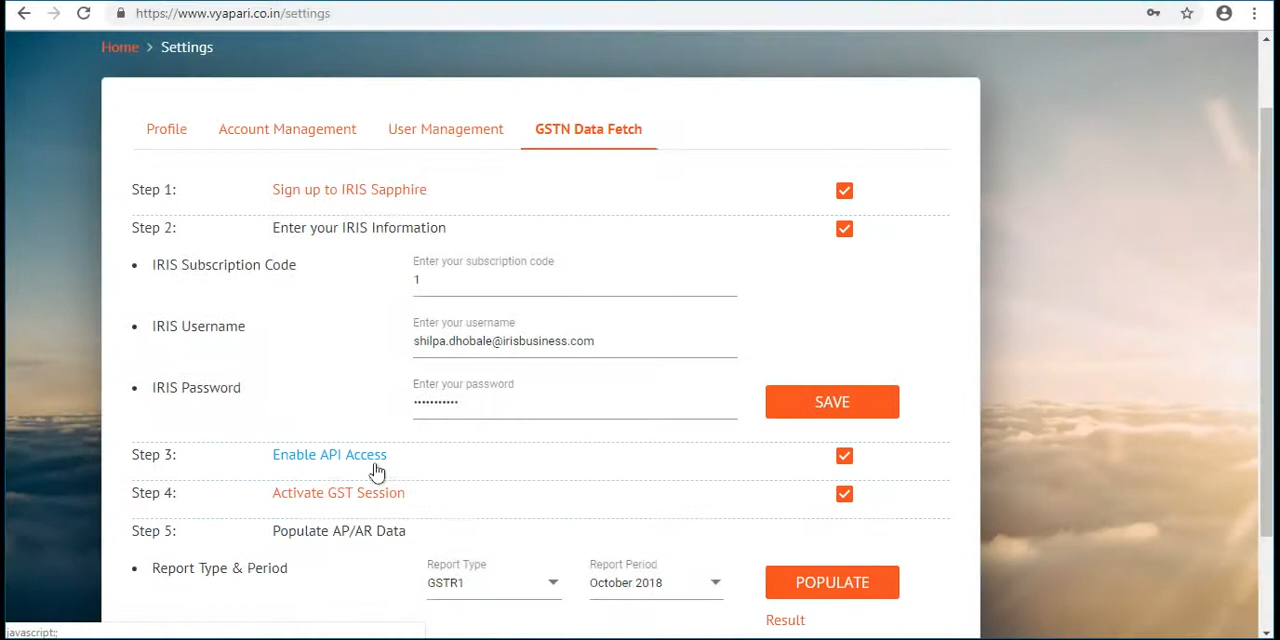 https://www.vyapari.co.in/settings
Home > Settings
Profile Account Management User Management GSTN Data Fetch
Step 1: Sign up to IRIS Sapphire
Step 2: Enter your IRIS Information
• IRIS Subscription Code Enter your subscription code
1
• IRIS Username Enter your username
shilpa.dhobale@irisbusiness.com
• IRIS Password Enter your password
•••••••••••
SAVE
Step 3: Enable API Access
Step 4: Activate GST Session
Step 5: Populate AP/AR Data
• Report Type & Period Report Type Report Period
GSTR1 October 2018 POPULATE
Result
javascript:;